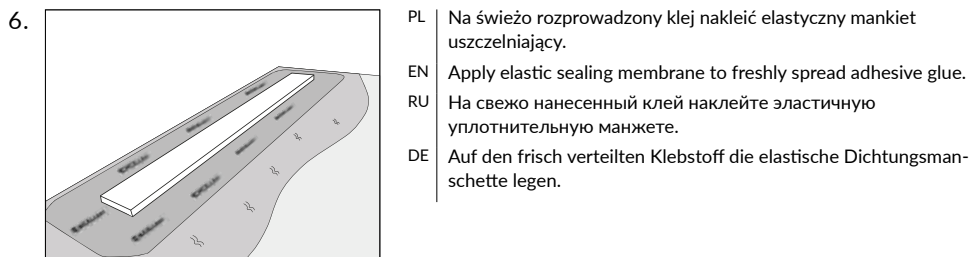 6.
PL Na świeżo rozprowadzony klej nakleić elastyczny mankiet
uszczelniający.
EN Apply elastic sealing membrane to freshly spread adhesive glue.
RU На свежо нанесенный клей наклейте эластичную
уплотнительную манжете.
DE Auf den frisch verteilten Klebstoff die elastische Dichtungsman-
schette legen.